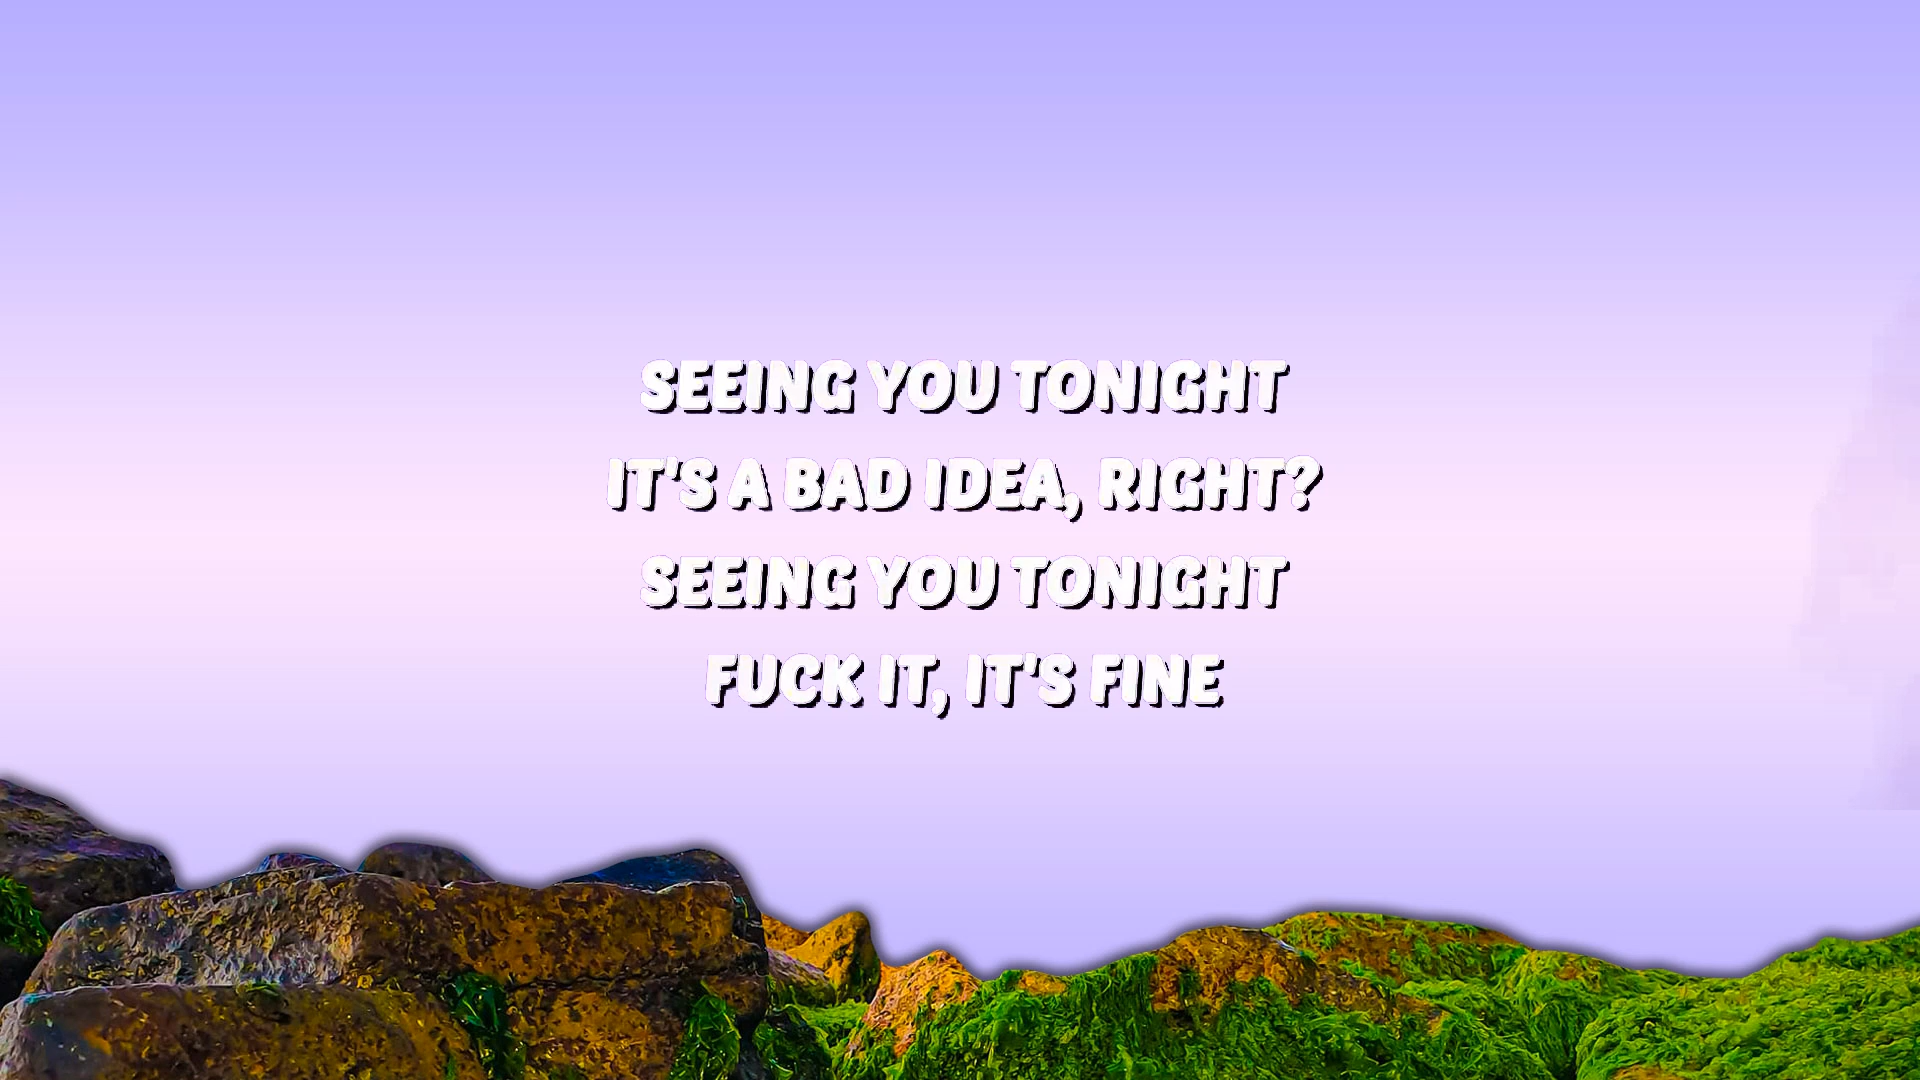 SEEING YOU TONIGHT
IT'S A BAD IDEA, RIGHT?
SEEING YOU TONIGHT
FUCK IT, IT'S FINE